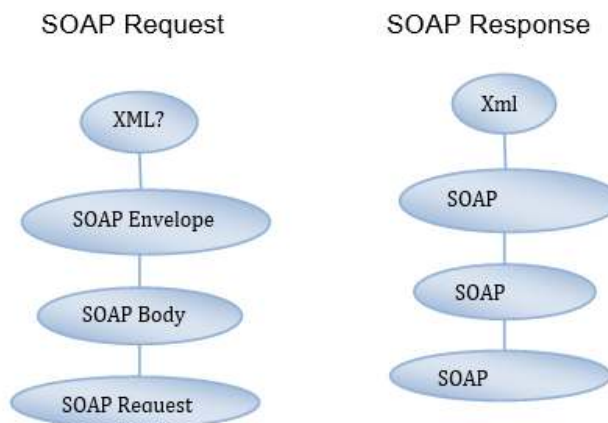 SOAP Request
SOAP Response
XML?
SOAP Envelope
SOAP Body
SOAP Request
Xml
SOAP
SOAP
SOAP